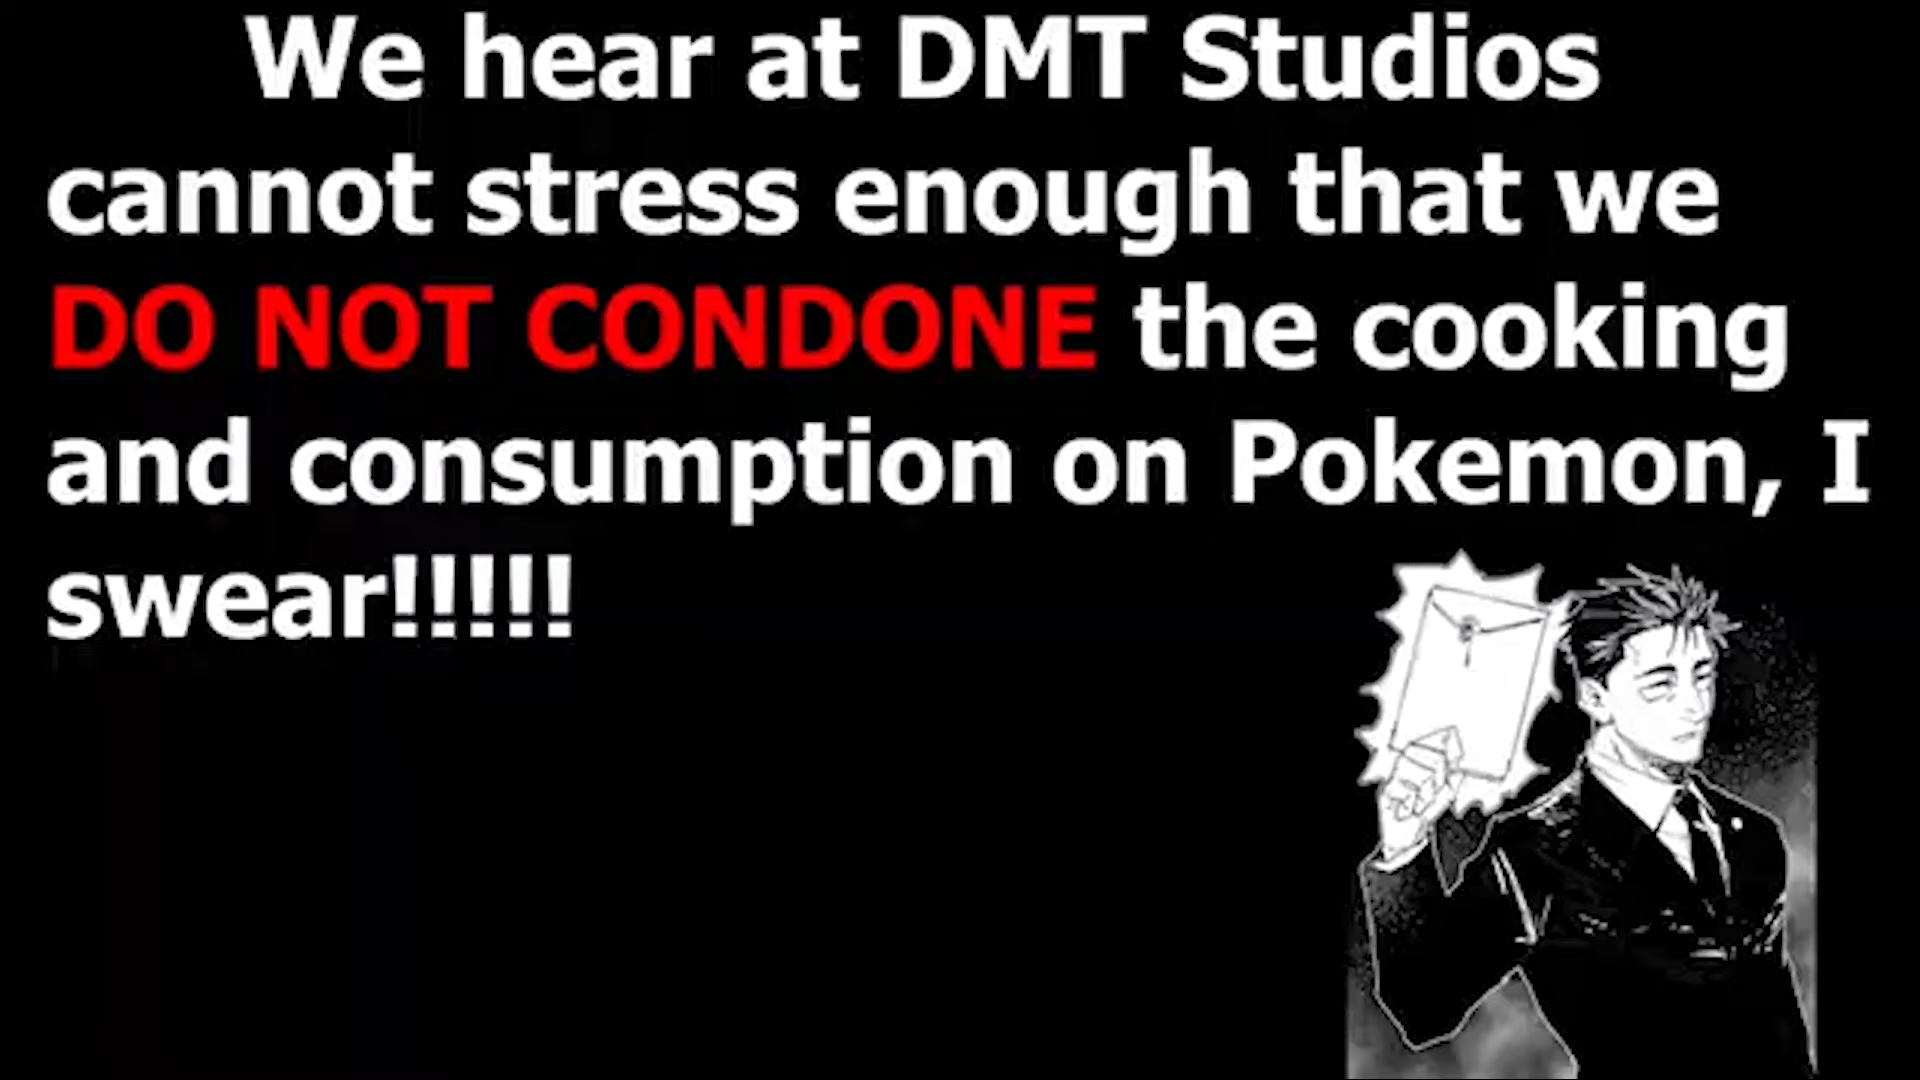 We hear at DMT Studios
cannot stress enough that we
DO NOT CONDONE the cooking
and consumption on Pokemon, I
swear!!!!!